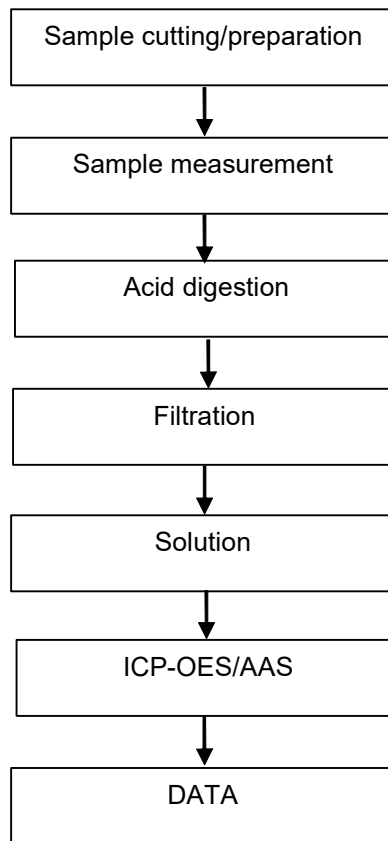 Sample cutting/preparation
Sample measurement
Acid digestion
Filtration
Solution
ICP-OES/AAS
DATA